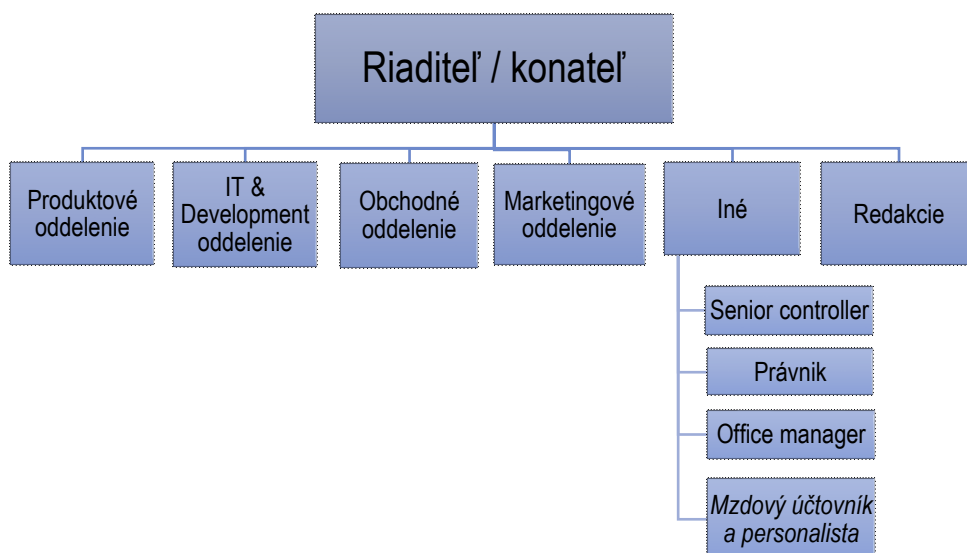 Riaditeľ / konateľ
Produktové
oddelenie
IT &
Development
oddelenie
Obchodné
oddelenie
Marketingové
oddelenie
Iné
Redakcie
Senior controller
Právnik
Office manager
Mzdový účtovník
a personalista